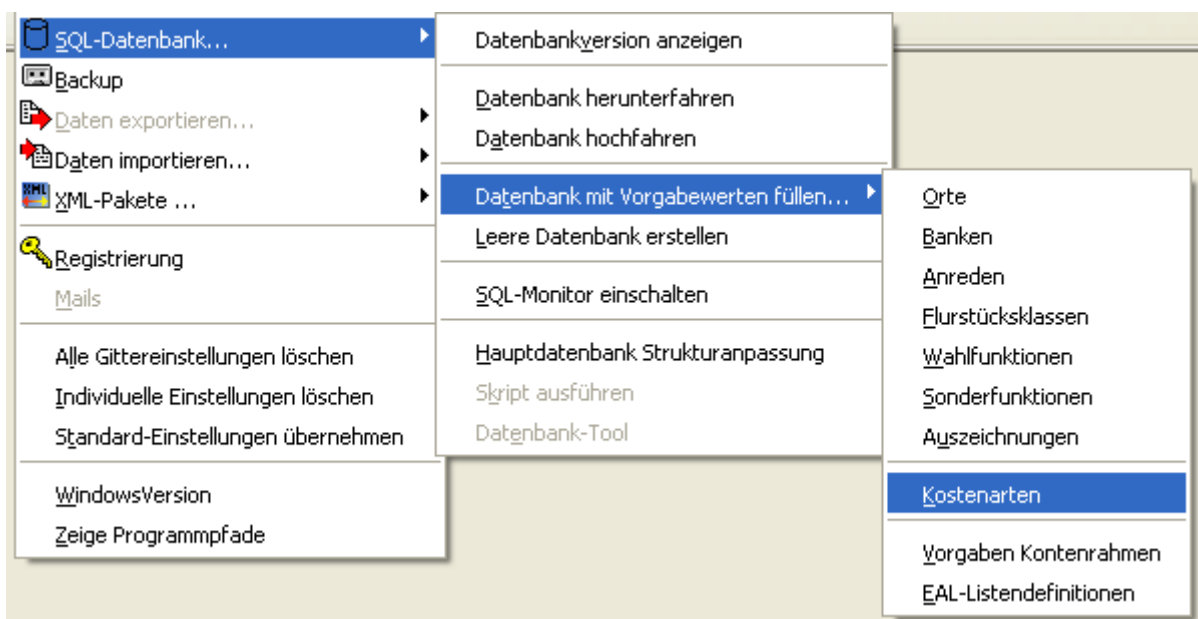 SQL-Datenbank...
Backup
Daten exportieren...
Daten importieren...
XML
XML-Pakete ...
Registrierung
Mails
Alle Gittereinstellungen löschen
Individuelle Einstellungen löschen
Standard-Einstellungen übernehmen
WindowsVersion
Zeige Programmpfade
Datenbankversion anzeigen
Datenbank herunterfahren
Datenbank hochfahren
Datenbank mit Vorgabewerten füllen...
Leere Datenbank erstellen
SQL-Monitor einschalten
Hauptdatenbank Strukturanpassung
Skript ausführen
Datenbank-Tool
Orte
Banken
Anreden
Flurstücksklassen
Wahlfunktionen
Sonderfunktionen
Auszeichnungen
Kostenarten
Vorgaben Kontenrahmen
EAL-Listendefinitionen